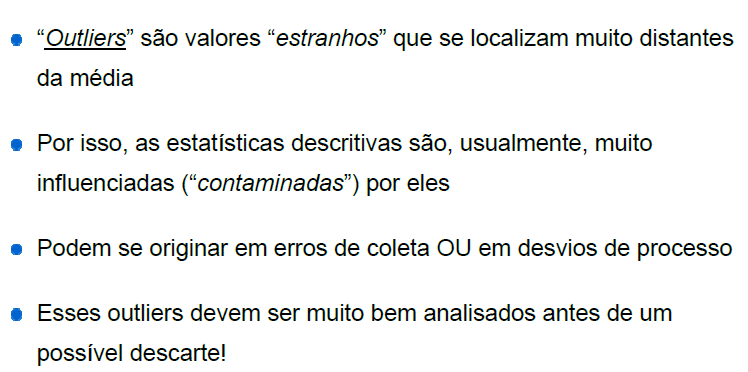 “Outliers” são valores “estranhos” que se localizam muito distantes
da média
Por isso, as estatísticas descritivas são, usualmente, muito
influenciadas (“contaminadas”) por eles
Podem se originar em erros de coleta OU em desvios de processo
Esses outliers devem ser muito bem analisados antes de um
possível descarte!